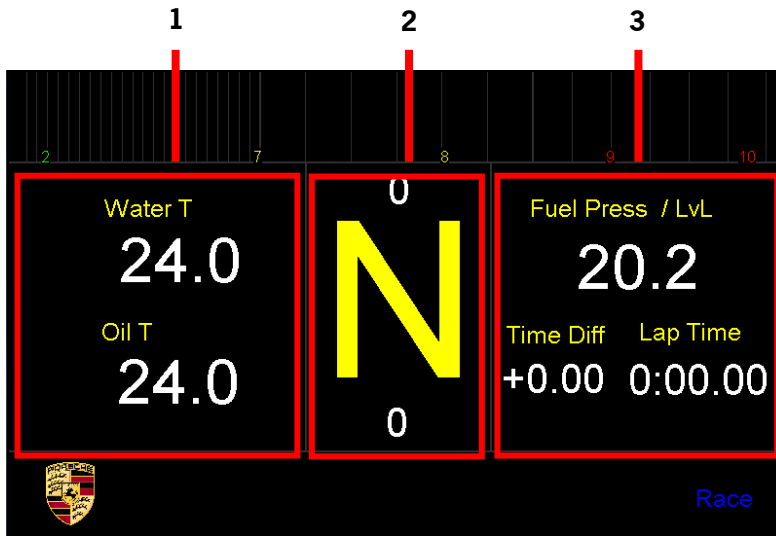 1 2 3
2 7 8 9 10
0
Water T
24.0
Oil T
24.0
N
0
Fuel Press / LvL
20.2
Time Diff Lap Time
+0.00 0:00.00
PORSCHE
Race